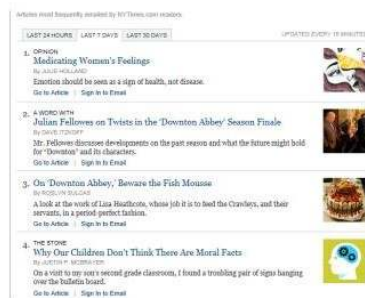 Articles most frequently emailed by NYTimes.com readers.
LAST 24 HOURS LAST 7 DAYS LAST 30 DAYS UPDATED EVERY 15 MINUTES
1. OPINION
Medicating Women's Feelings
By JULIE HOLLAND
Emotion should be seen as a sign of health, not disease.
Go to Article | Sign In to Email
2. A WORD WITH
Julian Fellowes on Twists in the 'Downton Abbey' Season Finale
By DAVE ITZKOFF
Mr. Fellowes discusses developments on the past season and what the future might hold
for "Downton" and its characters.
Go to Article | Sign In to Email
3. On 'Downton Abbey,' Beware the Fish Mousse
By ROSLYN SULCAS
A look at the work of Lisa Heathcote, whose job it is to feed the Crawleys, and their
servants, in a period-perfect fashion.
Go to Article | Sign In to Email
4. THE STONE
Why Our Children Don't Think There Are Moral Facts
By JUSTIN P. MCBRAYER
On a visit to my son's second grade classroom, I found a troubling pair of signs hanging
over the bulletin board.
Go to Article | Sign In to Email